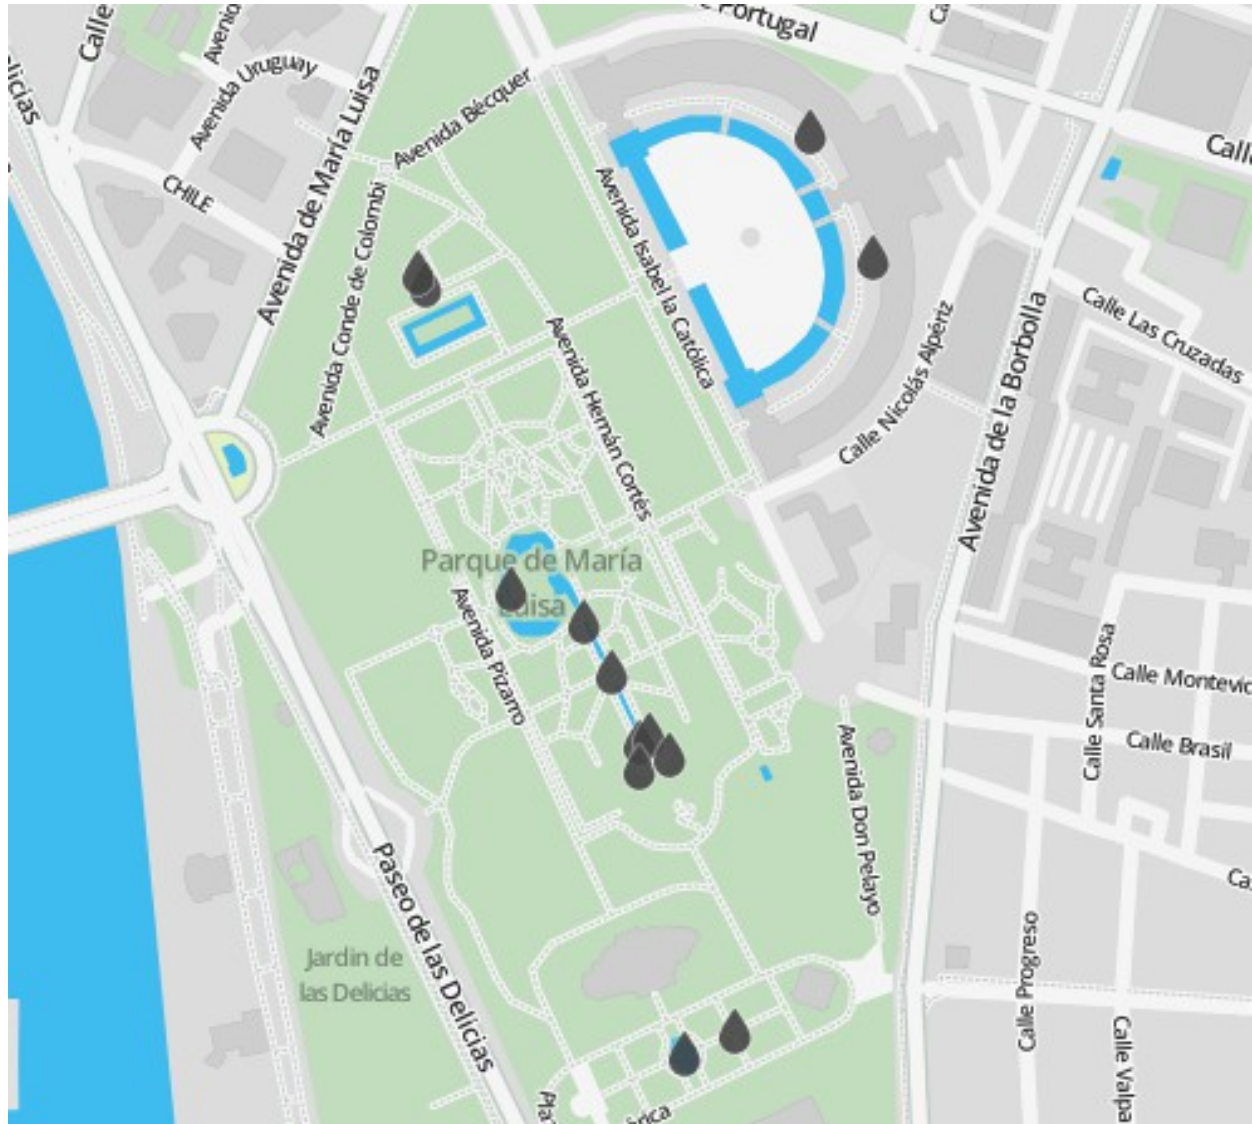 Portugal
Calle
Avenida Uruguay
Avenida de María Luisa
Avenida Bécquer
CHILE
Avenida Conde de Colombi
Avenida Isabel la Católica
Avenida Hernán Cortés
Calle Nicolás Alpériz
Avenida de la Borbolla
Calle Las Cruzadas
Parque de María
Luisa
Avenida Pizarro
Calle Santa Rosa
Calle Montevid
Calle Brasil
Avenida Don Pelayo
Paseo de las Delicias
Jardin de
las Delicias
Calle Progreso
Calle Valpa